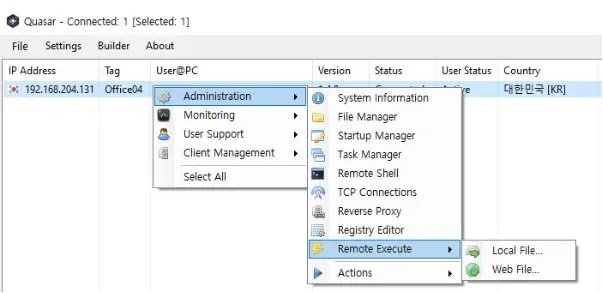 Quasar - Connected: 1 [Selected: 1]
File Settings Builder About
IP Address Tag User@PC Version Status User Status Country
192.168.204.131 Office04 대한민국 [KR]
Administration
Monitoring
User Support
Client Management
Select All
System Information
File Manager
Startup Manager
Task Manager
Remote Shell
TCP Connections
Reverse Proxy
Registry Editor
Remote Execute
Actions
Local File...
Web File...